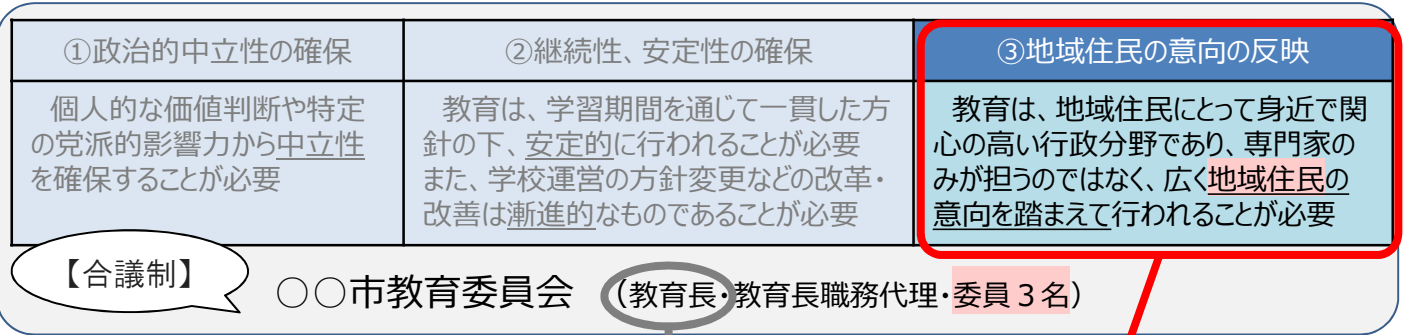 ①政治的中立性の確保
個人的な価値判断や特定
の党派的影響力から中立性
を確保することが必要
②継続性、安定性の確保
教育は、学習期間を通じて一貫した方
針の下、安定的に行われることが必要
また、学校運営の方針変更などの改革・
改善は漸進的なものであることが必要
③地域住民の意向の反映
教育は、地域住民にとって身近で関
心の高い行政分野であり、専門家の
みが担うのではなく、広く地域住民の
意向を踏まえて行われることが必要
【合議制】
○○市教育委員会 (教育長・教育長職務代理・委員3名)